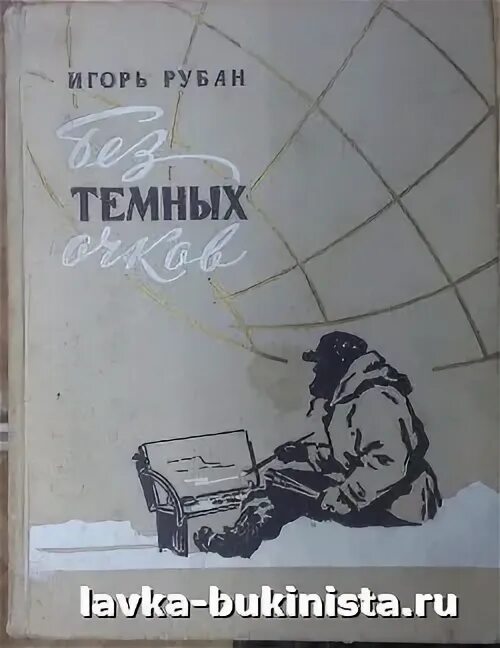 ИГОРЬ РУБАН
без
ТЕМНЫХ
очков
lavka-bukinista.ru